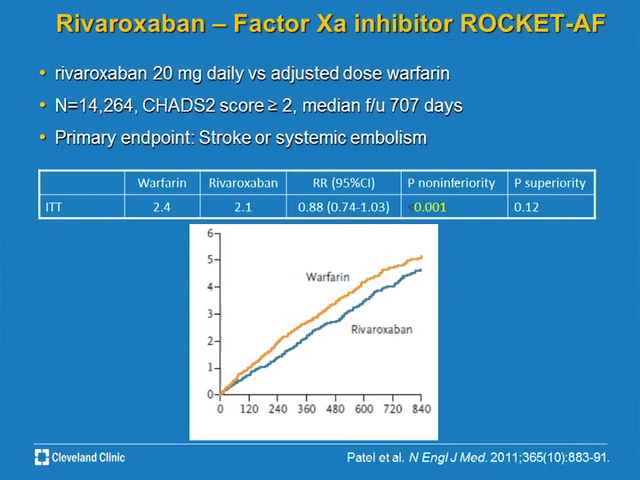 Rivaroxaban – Factor Xa inhibitor ROCKET-AF
• rivaroxaban 20 mg daily vs adjusted dose warfarin
• N=14,264, CHADS2 score ≥ 2, median f/u 707 days
• Primary endpoint: Stroke or systemic embolism
Warfarin Rivaroxaban RR (95%CI) P noninferiority P superiority
ITT 2.4 2.1 0.88 (0.74-1.03) <0.001 0.12
6
5
4
3
2
1
0
Warfarin
Rivaroxaban
0 120 240 360 480 600 720 840
Cleveland Clinic
Patel et al. N Engl J Med. 2011;365(10):883-91.